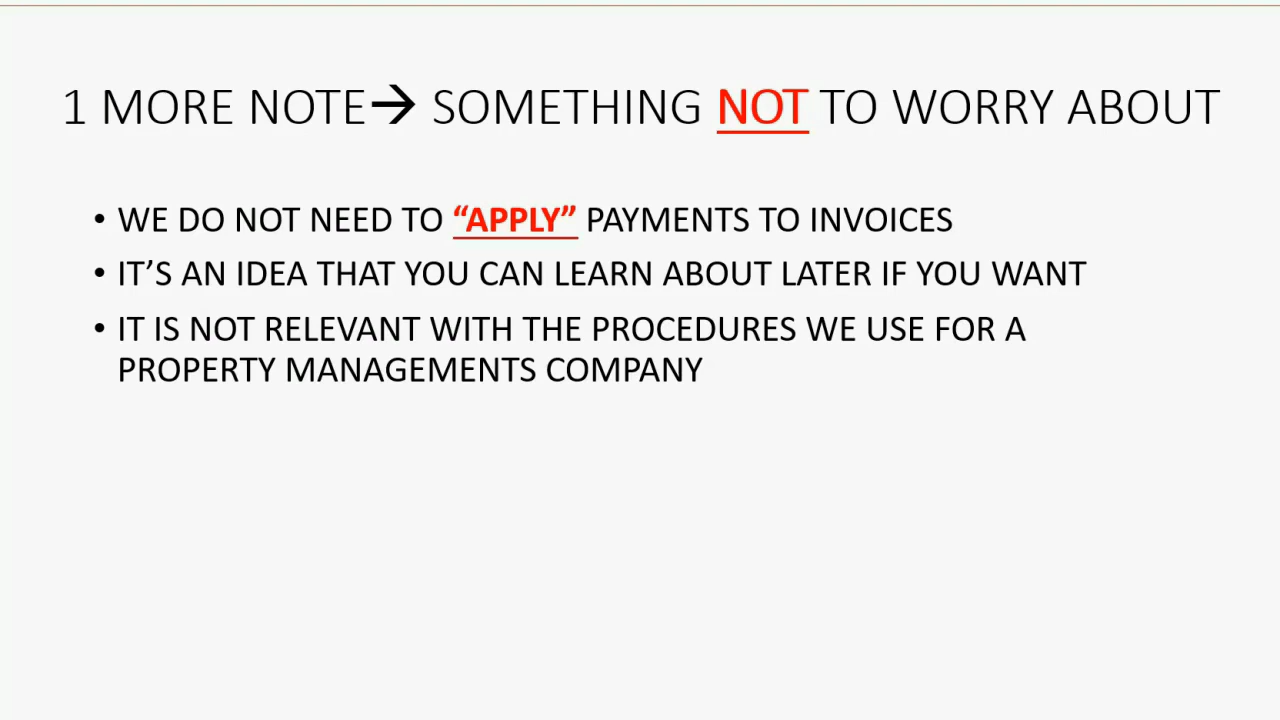 1 MORE NOTE→ SOMETHING NOT TO WORRY ABOUT
• WE DO NOT NEED TO “APPLY” PAYMENTS TO INVOICES
• IT’S AN IDEA THAT YOU CAN LEARN ABOUT LATER IF YOU WANT
• IT IS NOT RELEVANT WITH THE PROCEDURES WE USE FOR A
PROPERTY MANAGEMENTS COMPANY